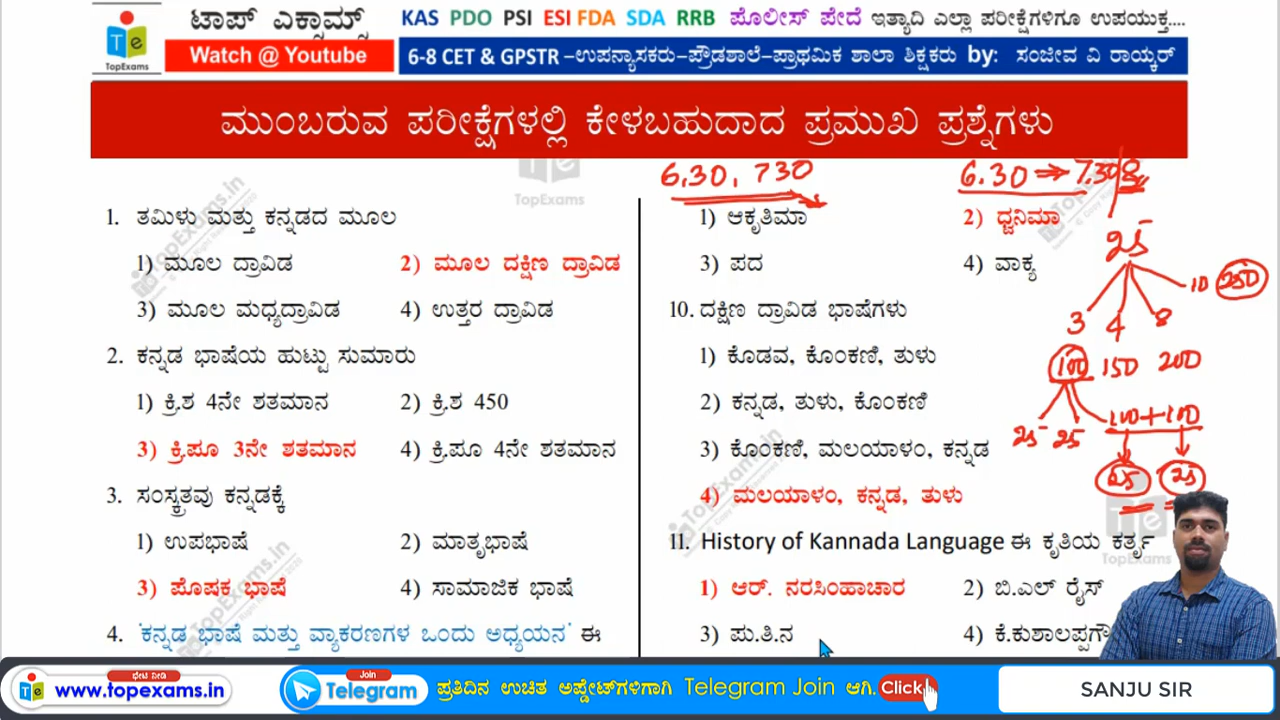 ಟಾಪ್ ಎಕ್ಸಾಮ್ಸ್
KAS PDO PSI ESI FDA SDA RRB ಪೊಲೀಸ್ ಪೇದೆ ಇತ್ಯಾದಿ ಎಲ್ಲಾ ಪರೀಕ್ಷೆಗಳಿಗೂ ಉಪಯುಕ್ತ....
Te
TopExams
Watch @ Youtube
6-8 CET & GPSTR –ಉಪನ್ಯಾಸಕರು–ಪ್ರೌಢಶಾಲೆ–ಪ್ರಾಥಮಿಕ ಶಾಲಾ ಶಿಕ್ಷಕರು by: ಸಂಜೀವ ವಿ ರಾಯ್ಕರ್
ಮುಂಬರುವ ಪರೀಕ್ಷೆಗಳಲ್ಲಿ ಕೇಳಬಹುದಾದ ಪ್ರಮುಖ ಪ್ರಶ್ನೆಗಳು
1. ತಮಿಳು ಮತ್ತು ಕನ್ನಡದ ಮೂಲ
1) ಮೂಲ ದ್ರಾವಿಡ 2) ಮೂಲ ದಕ್ಷಿಣ ದ್ರಾವಿಡ
3) ಮೂಲ ಮಧ್ಯದ್ರಾವಿಡ 4) ಉತ್ತರ ದ್ರಾವಿಡ
2. ಕನ್ನಡ ಭಾಷೆಯ ಹುಟ್ಟು ಸುಮಾರು
1) ಕ್ರಿ.ಶ 4ನೇ ಶತಮಾನ 2) ಕ್ರಿ.ಶ 450
3) ಕ್ರಿ.ಪೂ 3ನೇ ಶತಮಾನ 4) ಕ್ರಿ.ಪೂ 4ನೇ ಶತಮಾನ
3. ಸಂಸ್ಕ್ರತವು ಕನ್ನಡಕ್ಕೆ
1) ಉಪಭಾಷೆ 2) ಮಾತೃಭಾಷೆ
3) ಪೊಷಕ ಭಾಷೆ 4) ಸಾಮಾಜಿಕ ಭಾಷೆ
4. 'ಕನ್ನಡ ಭಾಷೆ ಮತ್ತು ವ್ಯಾಕರಣಗಳ ಒಂದು ಅಧ್ಯಯನ' ಈ
6.30, 730
6.30 → 7.30
1) ಆಕೃತಿಮಾ 2) ಧ್ವನಿಮಾ
3) ಪದ 4) ವಾಕ್ಯ
10. ದಕ್ಷಿಣ ದ್ರಾವಿಡ ಭಾಷೆಗಳು
1) ಕೊಡವ, ಕೊಂಕಣಿ, ತುಳು
2) ಕನ್ನಡ, ತುಳು, ಕೊಂಕಣಿ
3) ಕೊಂಕಣಿ, ಮಲಯಾಳಂ, ಕನ್ನಡ
4) ಮಲಯಾಳಂ, ಕನ್ನಡ, ತುಳು
11. History of Kannada Language ಈ ಕೃತಿಯ ಕರ್ತೃ
1) ಆರ್. ನರಸಿಂಹಾಚಾರ 2) ಬಿ.ಎಲ್ ರೈಸ್
3) ಪು.ತಿ.ನ 4) ಕೆ.ಕುಶಾಲಪ್ಪಗೌ
25
10 250
3 4 8
100 150 200
25 25 100+100
25 25
ಭೇಟಿ ನೀಡಿ
www.topexams.in
Join
Telegram
ಪ್ರತಿದಿನ ಉಚಿತ ಅಪ್ಡೇಟ್‌ಗಳಿಗಾಗಿ Telegram Join ಆಗಿ.
Click
SANJU SIR